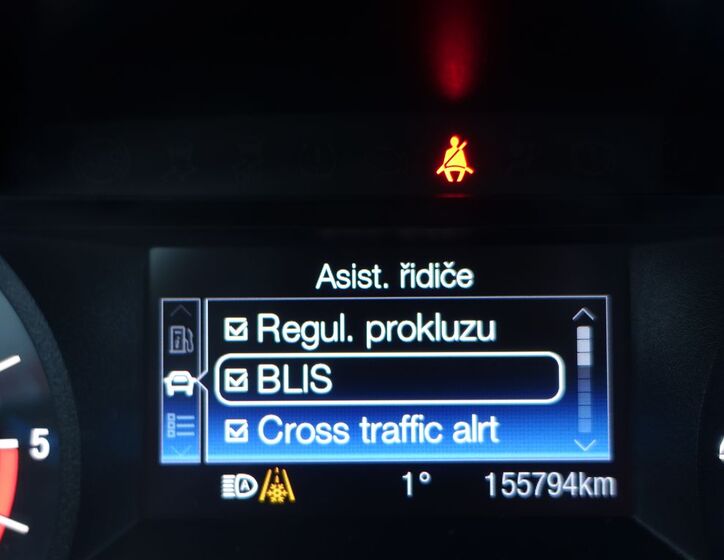 Asist. řidiče
Regul. prokluzu
BLIS
Cross traffic alrt
5
A 1° 155794km